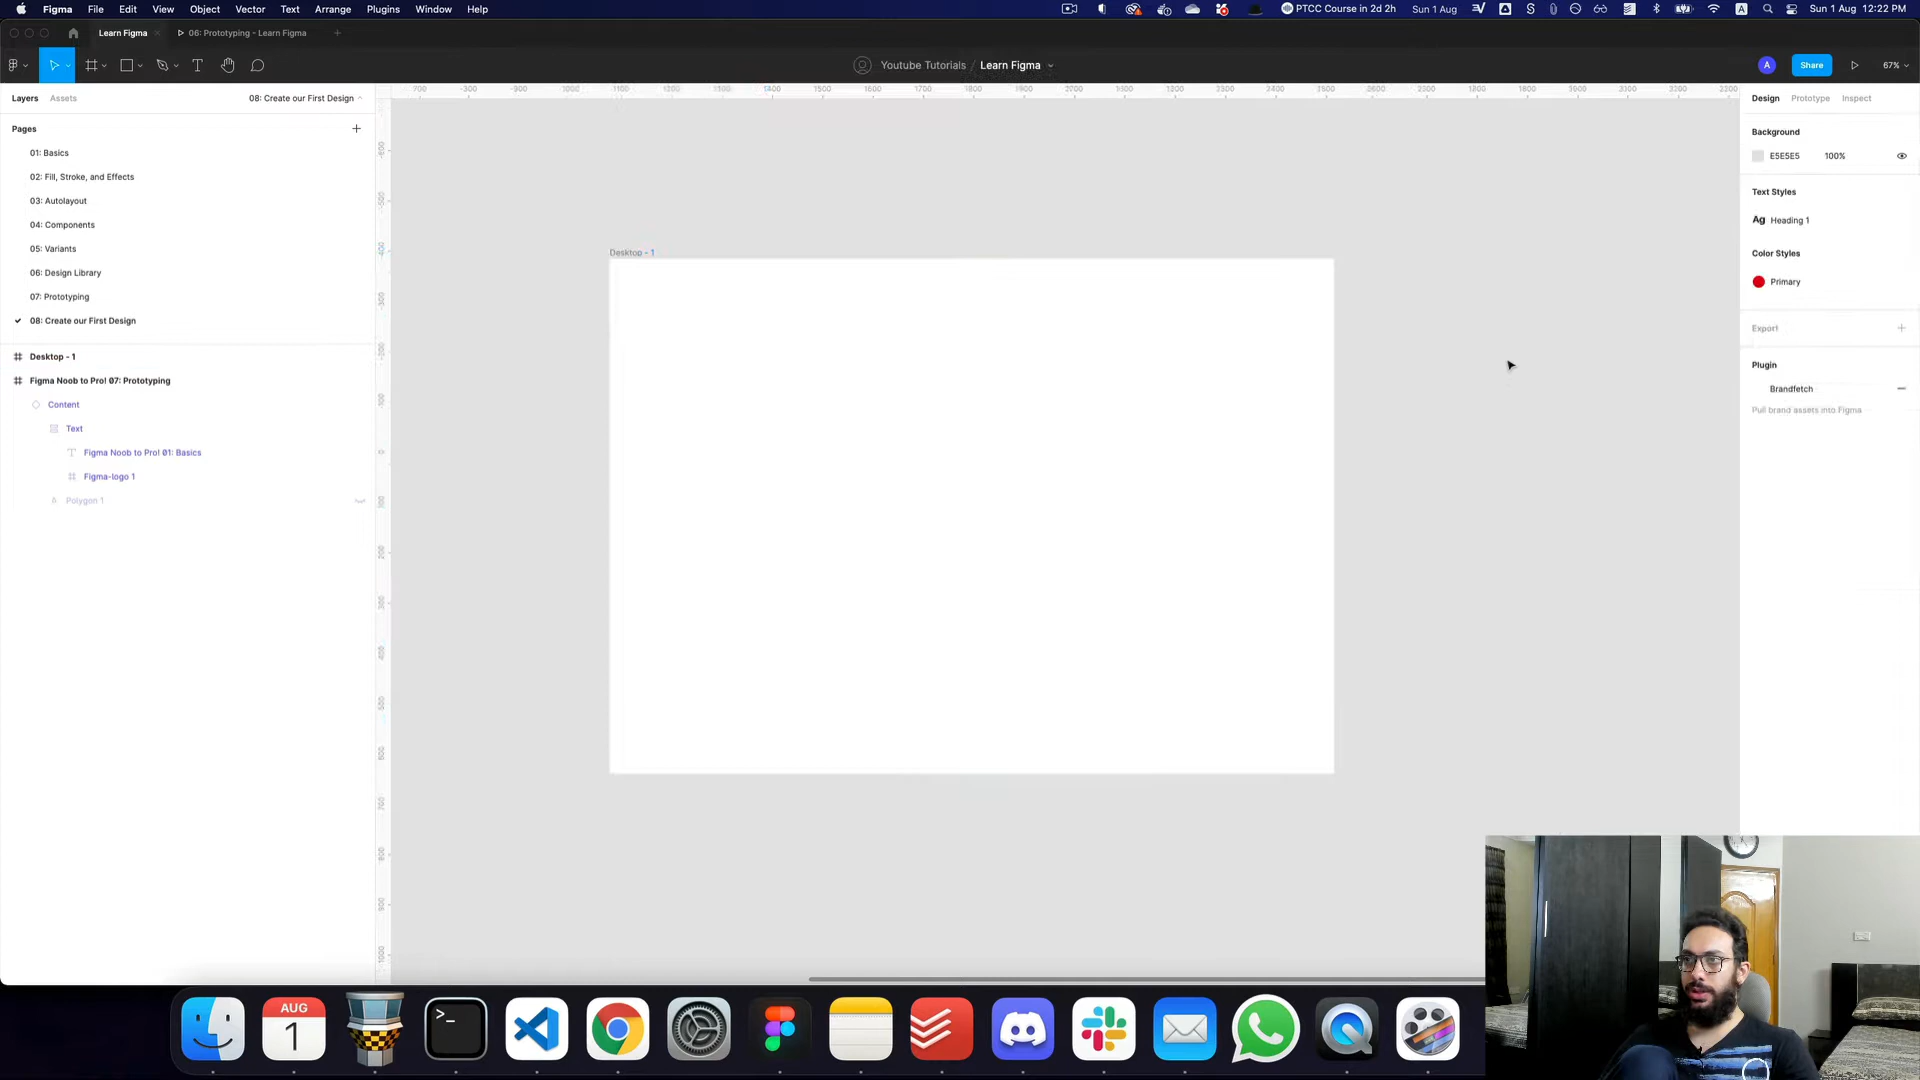 Figma File Edit View Object Vector Text Arrange Plugins Window Help PTCC Course in 2d 2h Sun 1 Aug Sun 1 Aug 12:22 PM
Learn Figma 06: Prototyping - Learn Figma
Youtube Tutorials / Learn Figma A Share 67%
Layers Assets 08: Create our First Design
Design Prototype Inspect
Pages
01: Basics
02: Fill, Stroke, and Effects
03: Autolayout
04: Components
05: Variants
06: Design Library
07: Prototyping
08: Create our First Design
Desktop - 1
Figma Noob to Pro! 07: Prototyping
Content
Text
Figma Noob to Pro! 01: Basics
Figma-logo 1
Polygon 1
Desktop - 1
Background
E5E5E5 100%
Text Styles
Ag Heading 1
Color Styles
Primary
Export
Plugin
Brandfetch
Pull brand assets into Figma
AUG
1